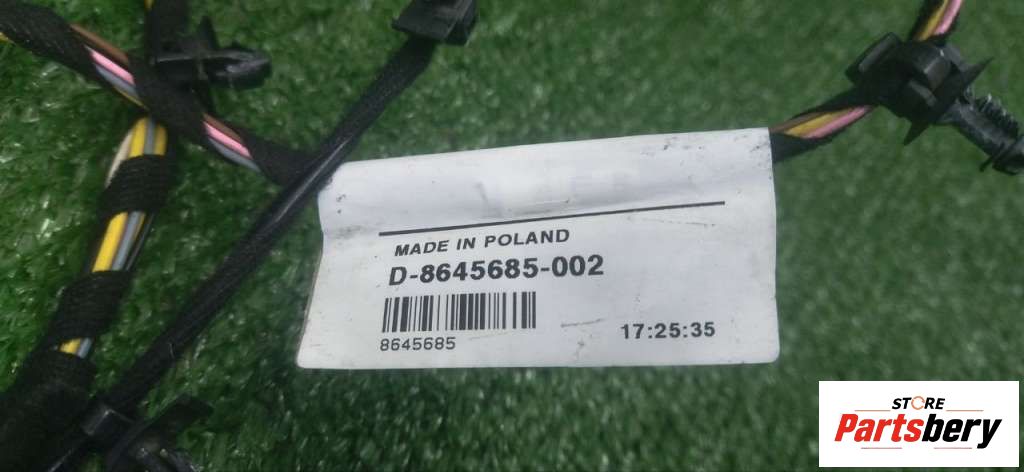 MADE IN POLAND
D-8645685-002
8645685
17:25:35
STORE
Partsbery